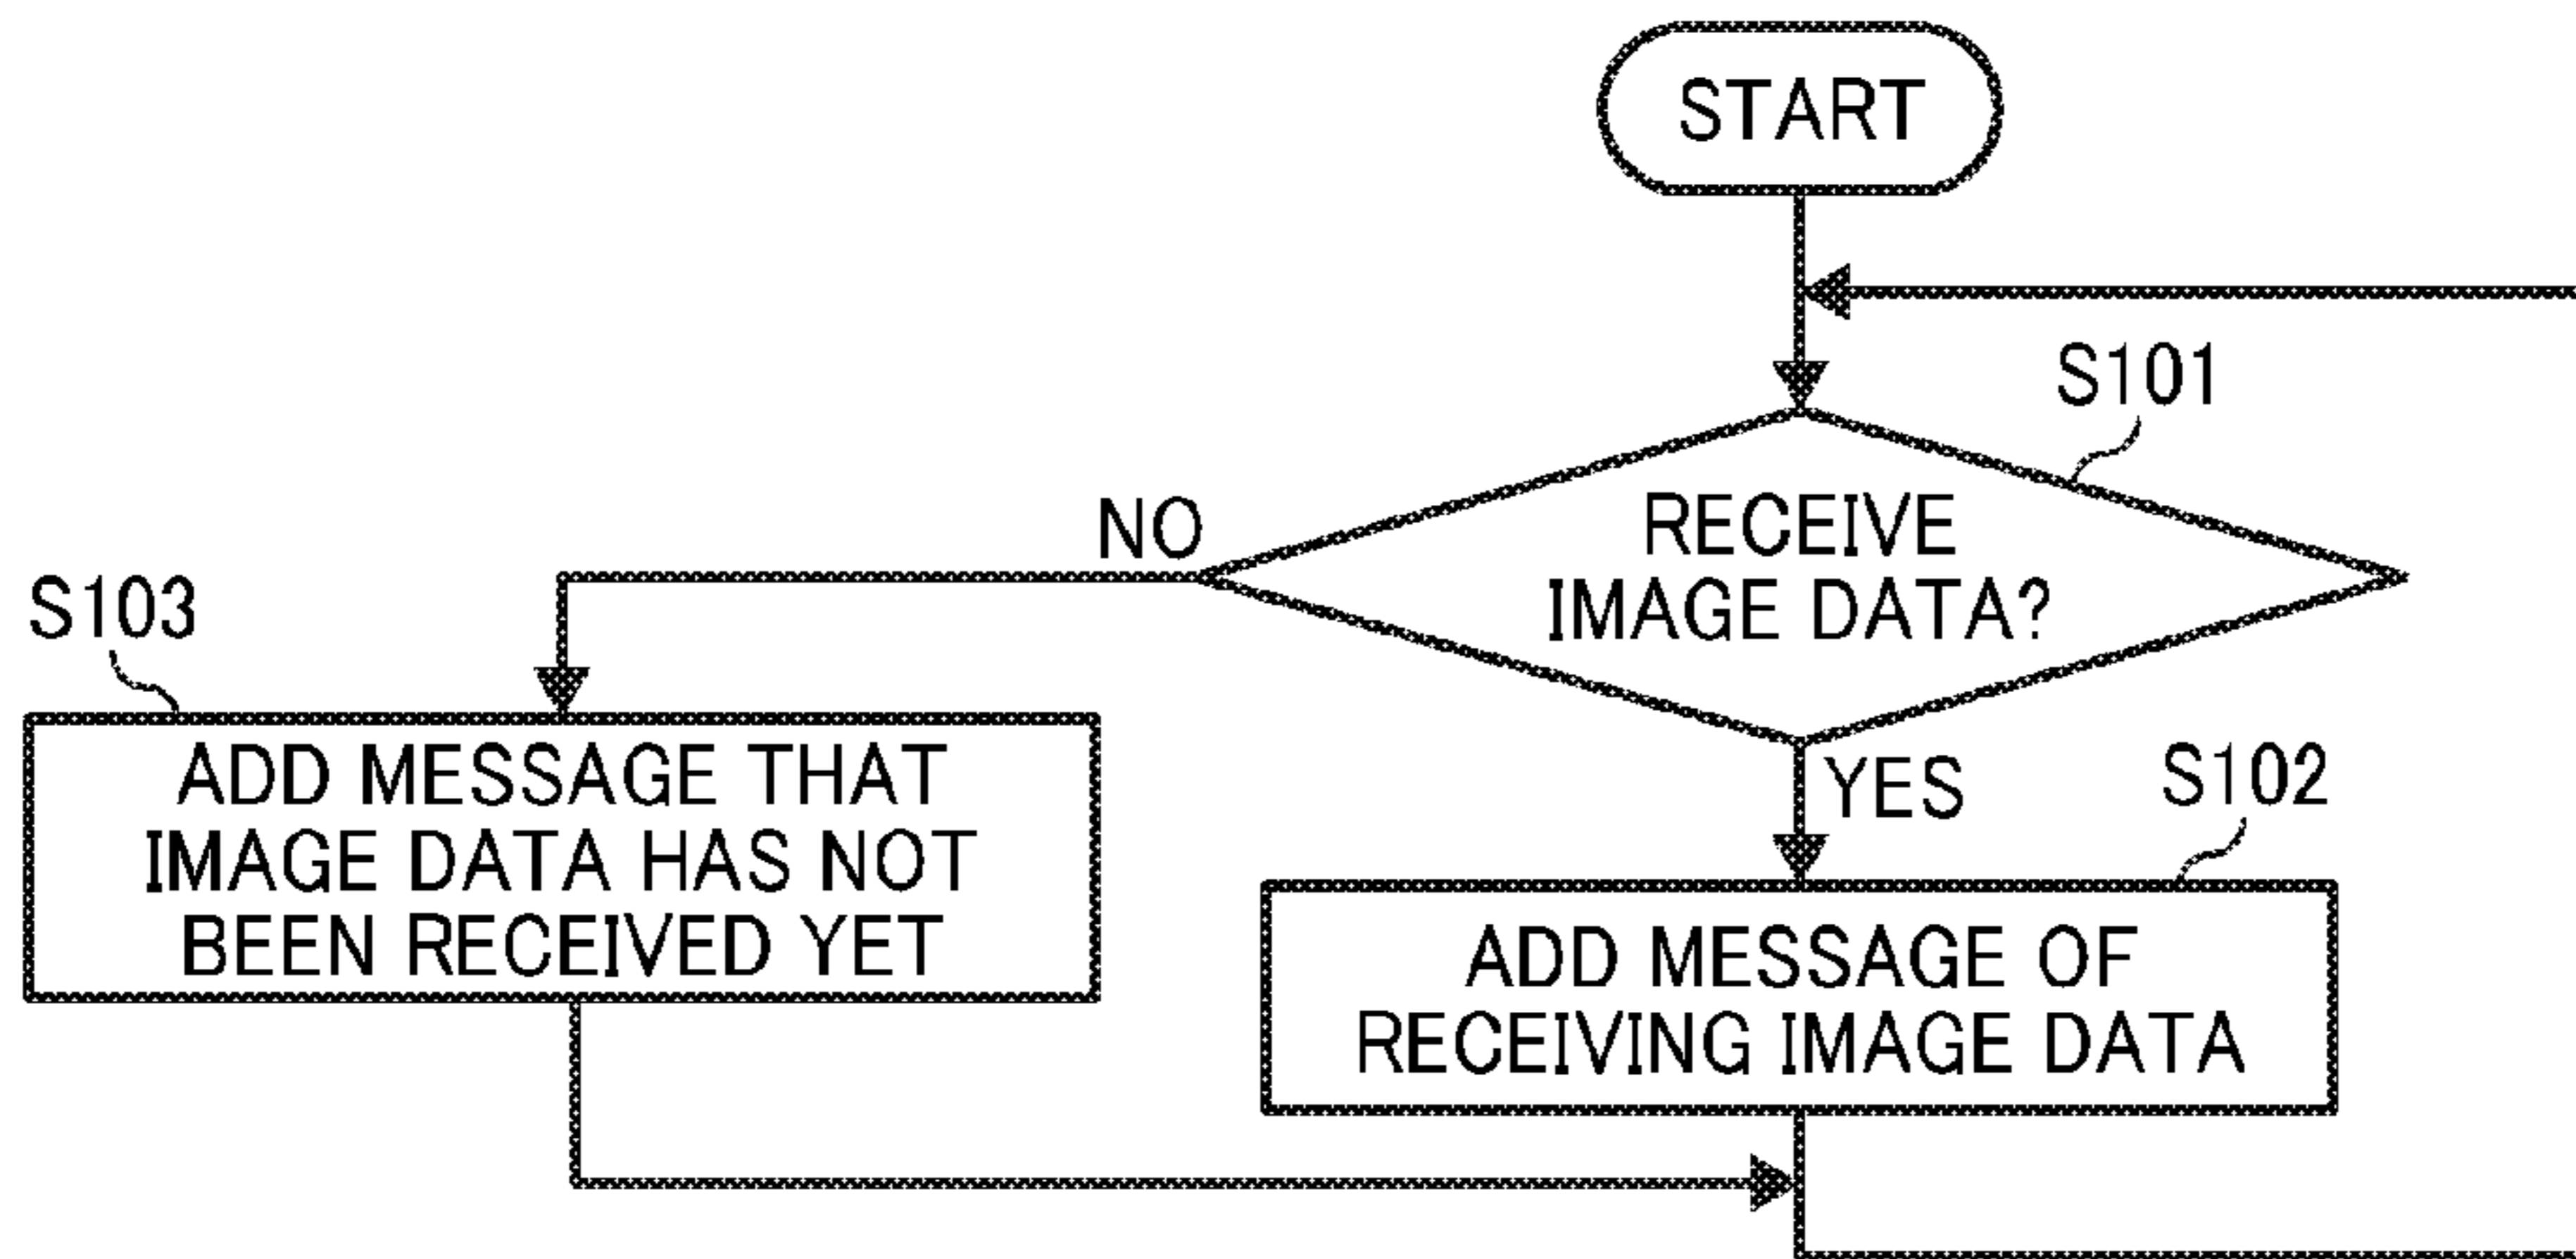 START
S101
RECEIVE
IMAGE DATA?
NO
YES
S103
ADD MESSAGE THAT
IMAGE DATA HAS NOT
BEEN RECEIVED YET
S102
ADD MESSAGE OF
RECEIVING IMAGE DATA